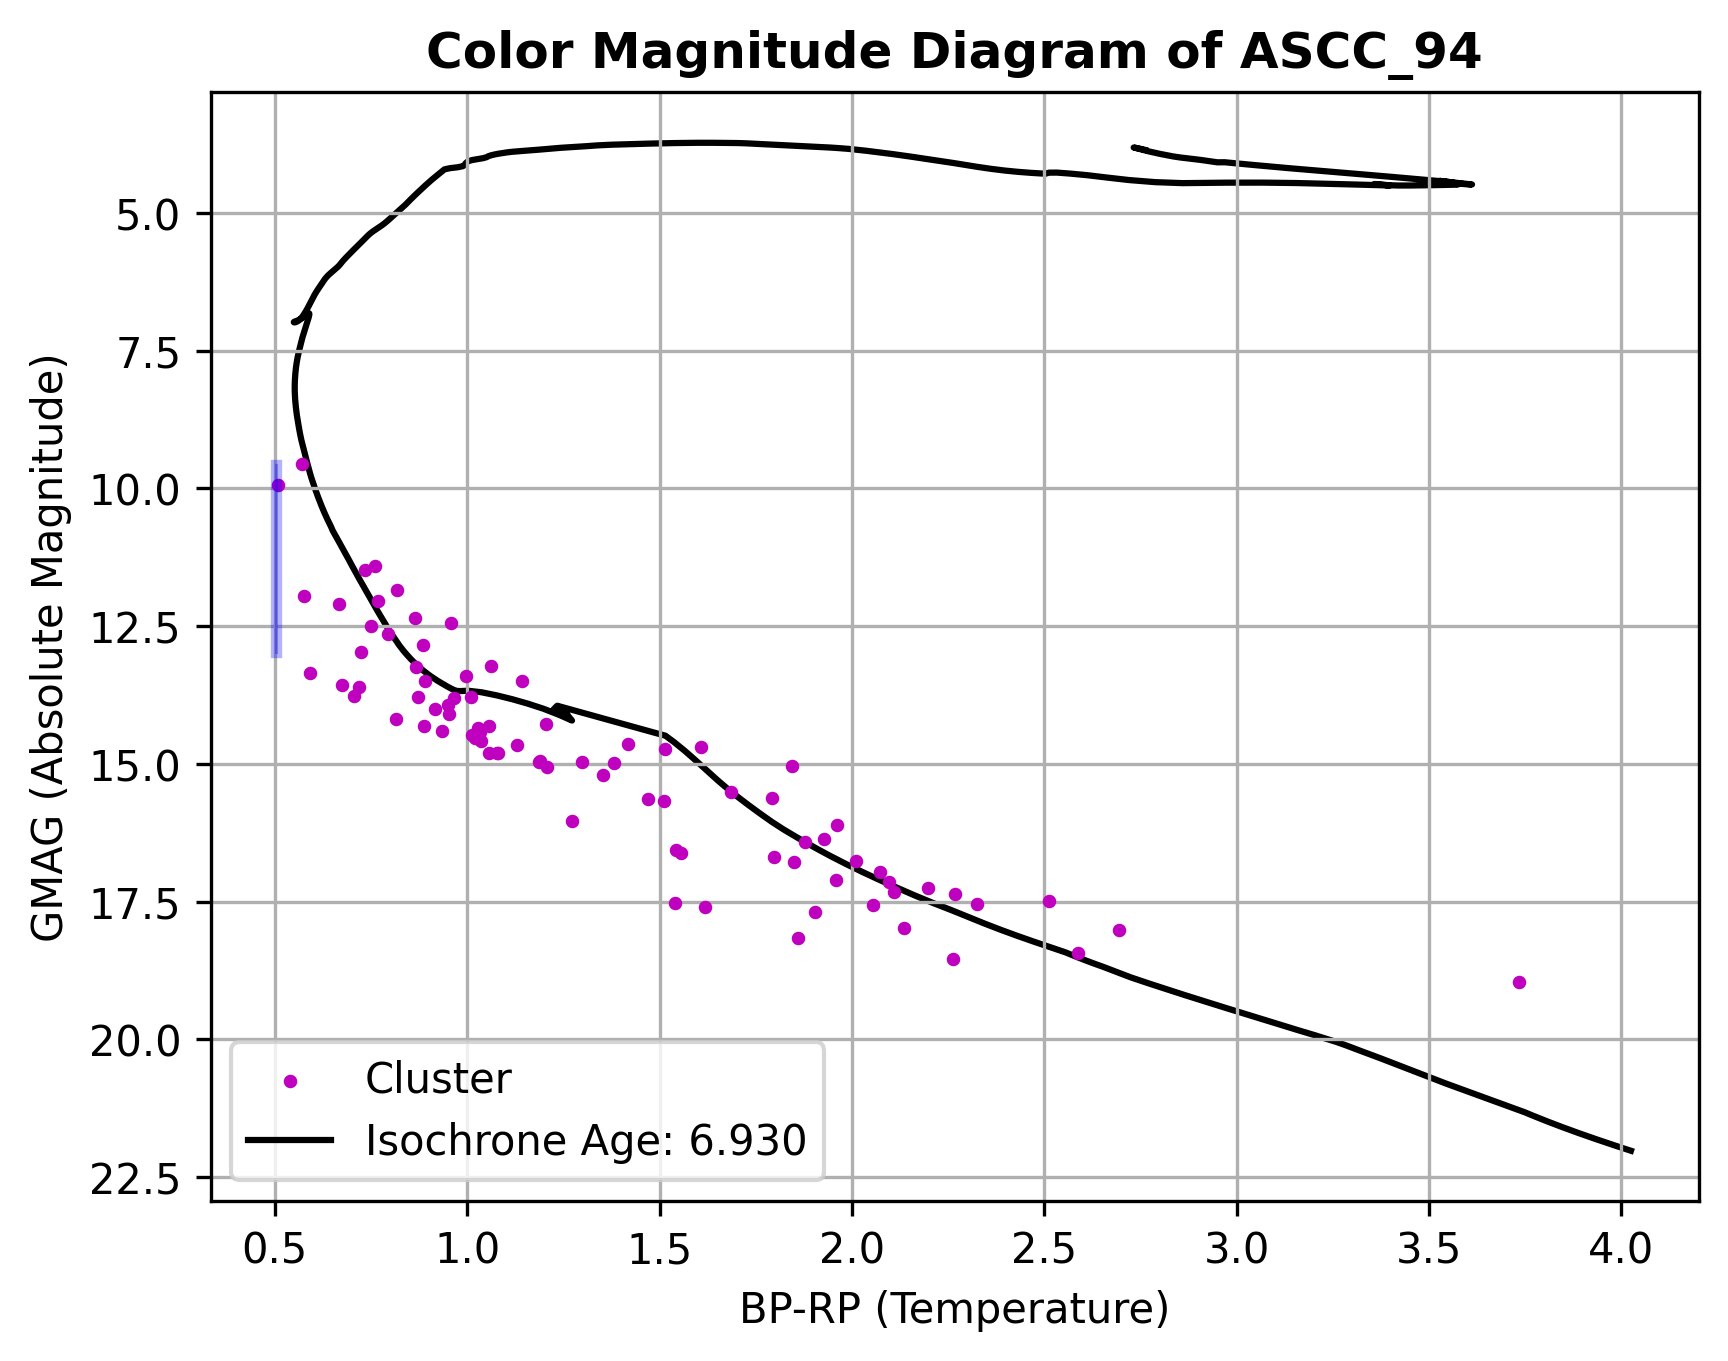 Color Magnitude Diagram of ASCC_94
GMAG (Absolute Magnitude)
5.0
7.5
10.0
12.5
15.0
17.5
20.0
22.5
Cluster
Isochrone Age: 6.930
0.5 1.0 1.5 2.0 2.5 3.0 3.5 4.0
BP-RP (Temperature)